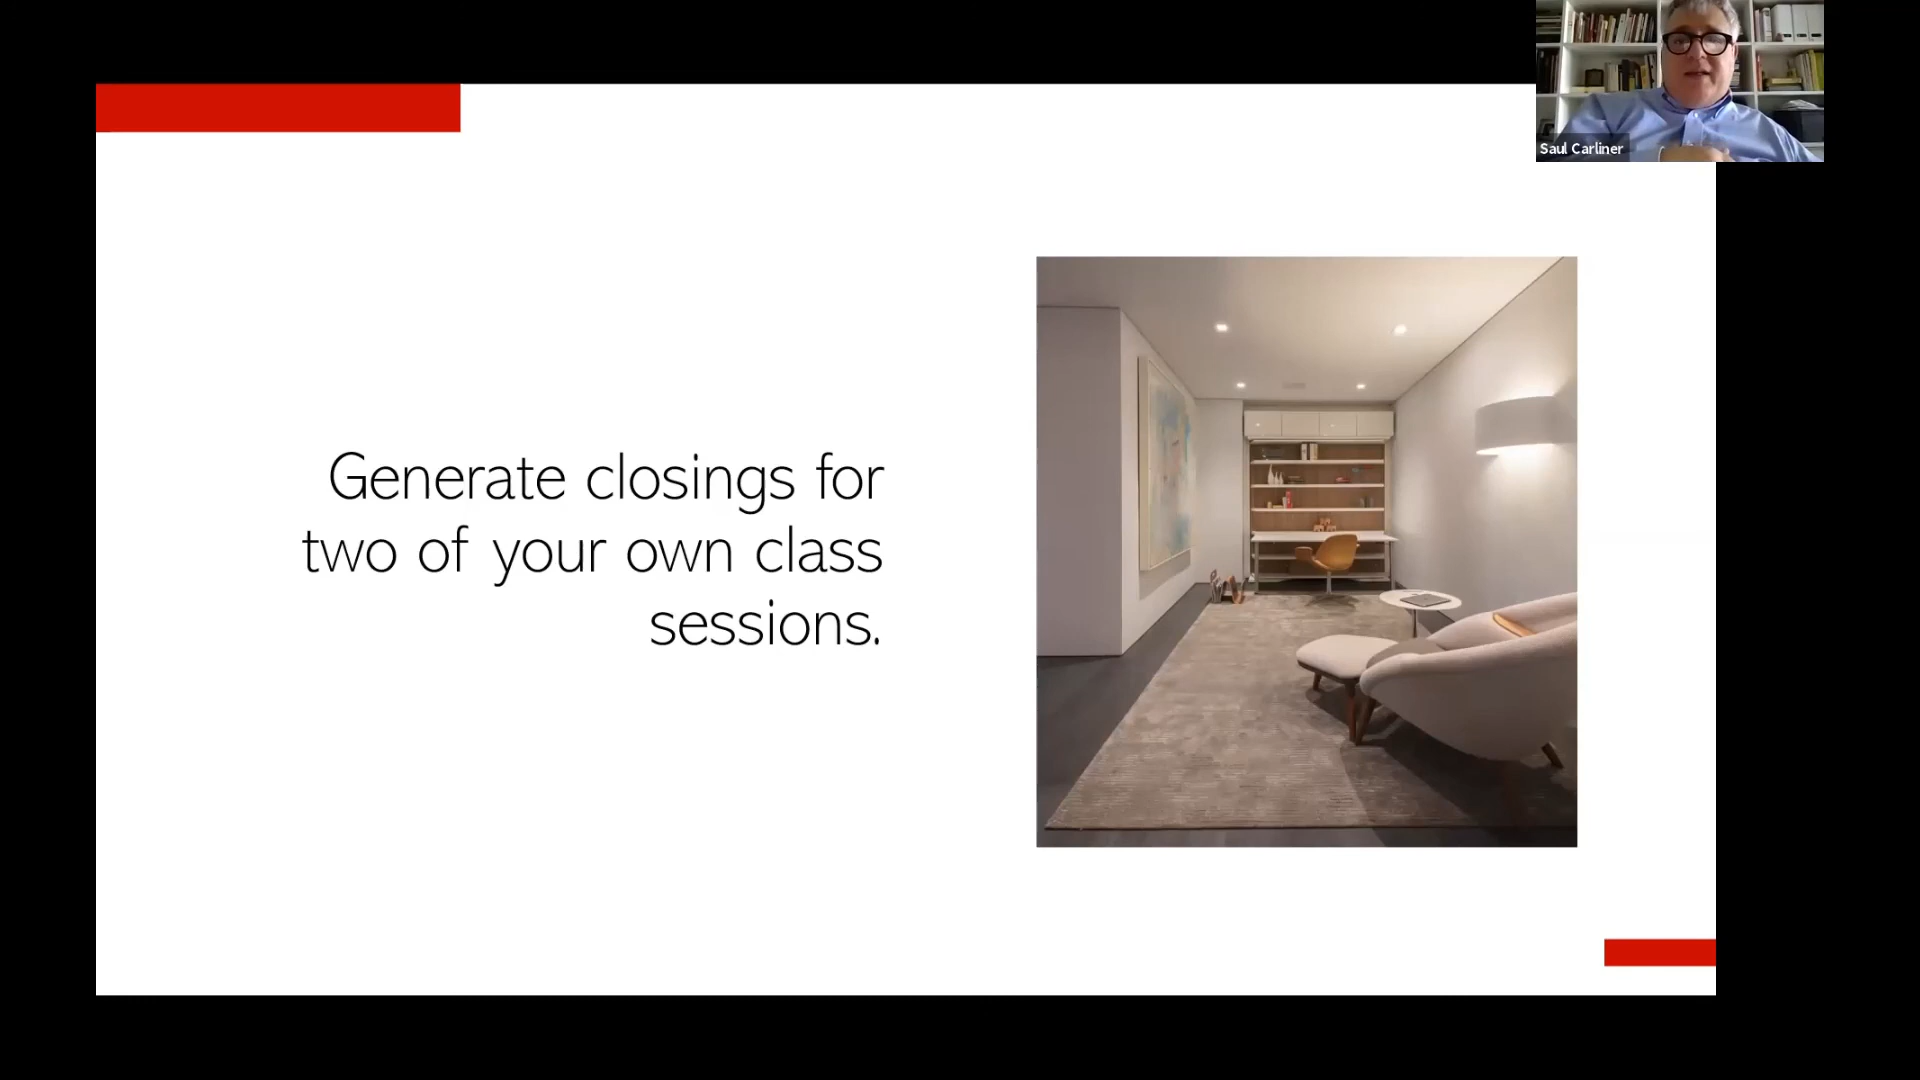 Saul Carliner
Generate closings for
two of your own class
sessions.